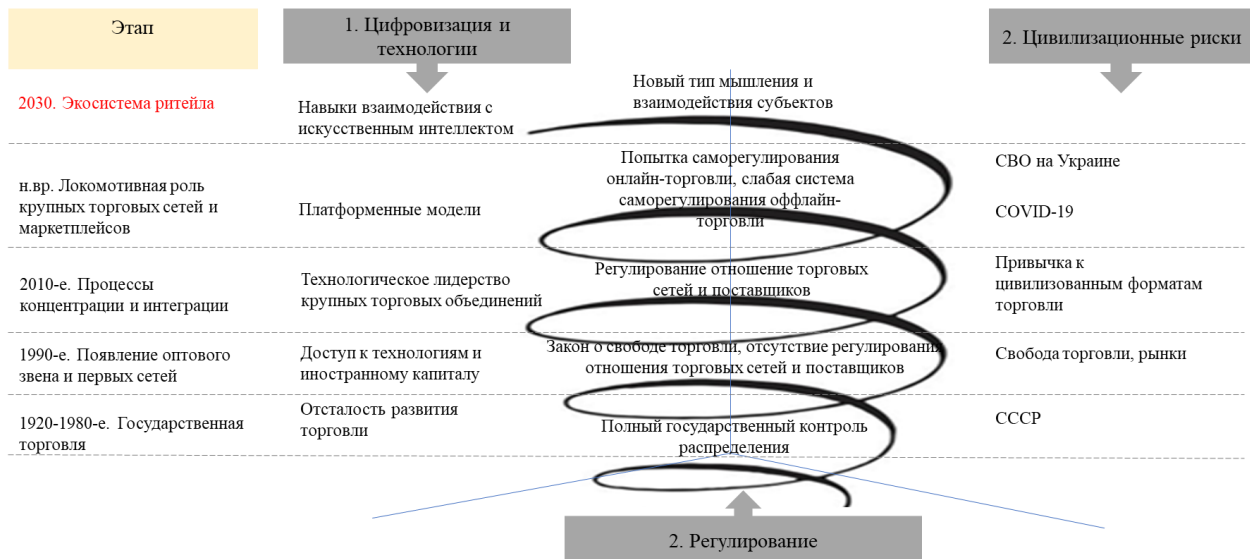 Этап
1. Цифровизация и
технологии
2. Цивилизационные риски
2030. Экосистема ритейла
Навыки взаимодействия с
искусственным интеллектом
Новый тип мышления и
взаимодействия субъектов
н.вр. Локомотивная роль
крупных торговых сетей и
маркетплейсов
Платформенные модели
Попытка саморегулирования
онлайн-торговли, слабая система
саморегулирования оффлайн-
торговли
СВО на Украине
COVID-19
2010-е. Процессы
концентрации и интеграции
Технологическое лидерство
крупных торговых объединений
Регулирование отношение торговых
сетей и поставщиков
Привычка к
цивилизованным форматам
торговли
1990-е. Появление оптового
звена и первых сетей
Доступ к технологиям и
иностранному капиталу
Закон о свободе торговли, отсутствие регулирования
отношения торговых сетей и поставщиков
Свобода торговли, рынки
1920-1980-е. Государственная
торговля
Отсталость развития
торговли
Полный государственный контроль
распределения
СССР
2. Регулирование